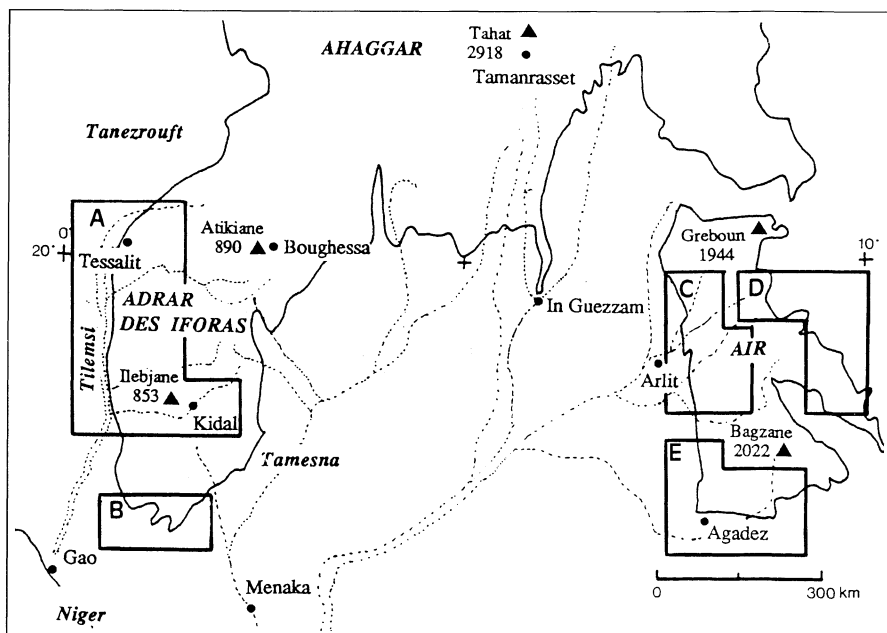 AHAGGAR
Tahat
2918
Tamanrasset
Tanezrouft
A
0°
20°
Tessalit
Atikiane
890
Boughessa
Greboun
1944
10°
ADRAR
DES IFORAS
Tilemsi
In Guezzam
C
D
AIR
Arlit
Ilebjane
853
Kidal
Tamesna
Bagzane
2022
E
B
Agadez
Gao
Menaka
Niger
0
300 km